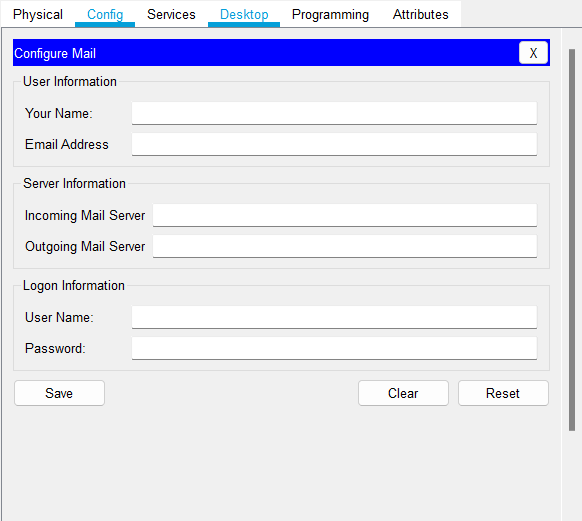 Physical Config Services Desktop Programming Attributes
Configure Mail X
User Information
Your Name:
Email Address
Server Information
Incoming Mail Server
Outgoing Mail Server
Logon Information
User Name:
Password:
Save Clear Reset